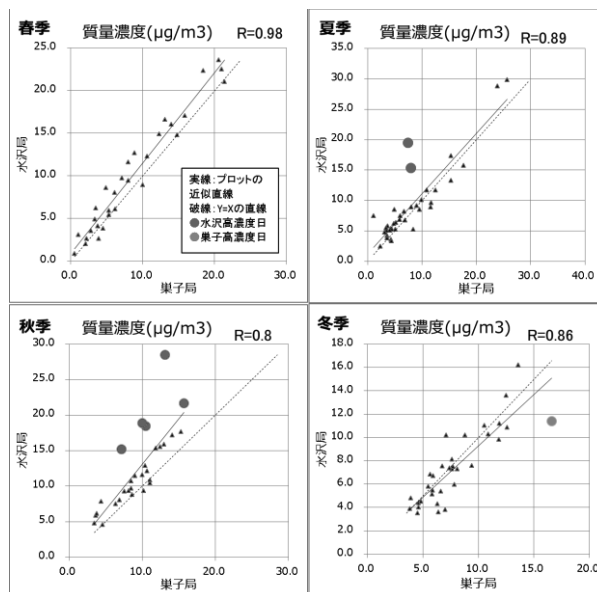 春季
質量濃度(μg/m3)
R=0.98
25.0
20.0
15.0
10.0
5.0
0.0
水沢局
0.0
10.0
20.0
30.0
巣子局
実線:プロットの
近似直線
破線:Y=Xの直線
水沢高濃度日
巣子高濃度日
夏季
質量濃度(μg/m3)
R=0.89
35.0
30.0
25.0
20.0
15.0
10.0
5.0
0.0
水沢局
0.0
10.0
20.0
30.0
40.0
巣子局
秋季
質量濃度(μg/m3)
R=0.8
30.0
25.0
20.0
15.0
10.0
5.0
0.0
水沢局
0.0
10.0
20.0
30.0
巣子局
冬季
質量濃度(μg/m3)
R=0.86
18.0
16.0
14.0
12.0
10.0
8.0
6.0
4.0
2.0
0.0
水沢局
0.0
5.0
10.0
15.0
20.0
巣子局